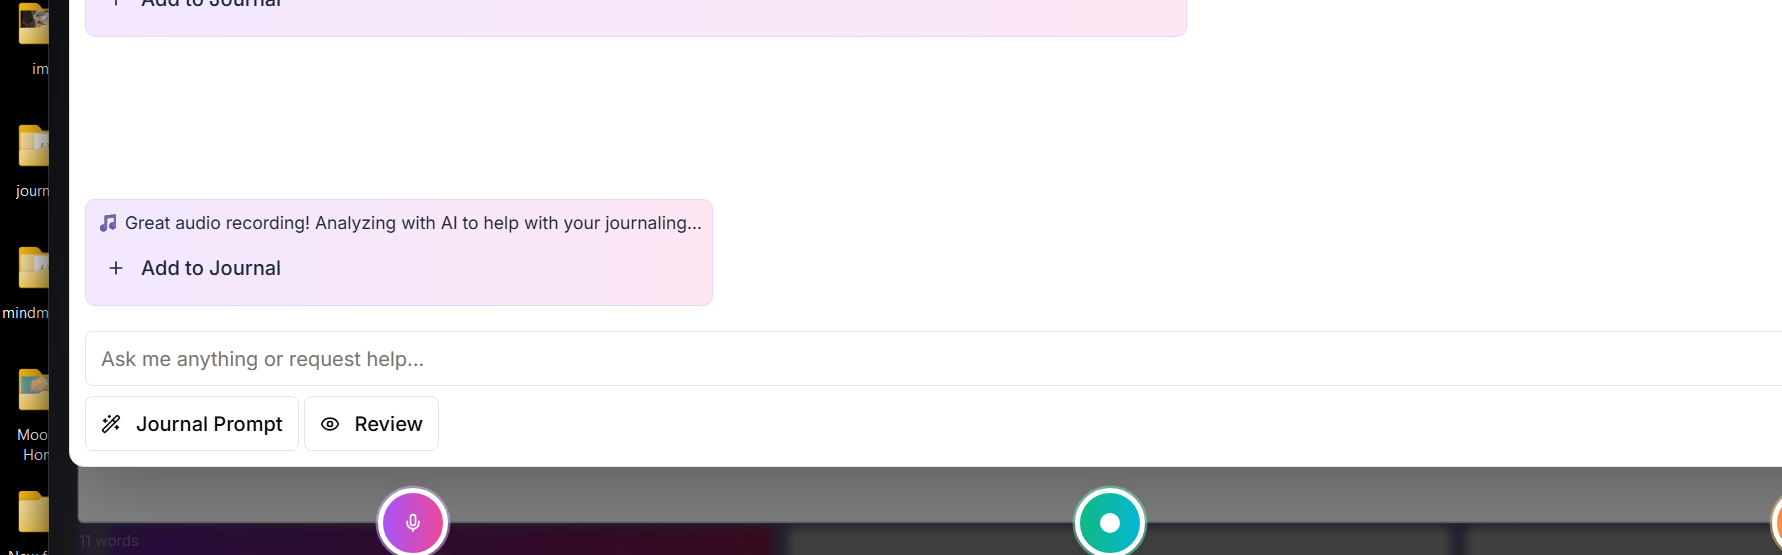 Add to Journal
im
journ
Great audio recording! Analyzing with AI to help with your journaling...
Add to Journal
mindm
Ask me anything or request help...
Journal Prompt
Review
Moo
Hor
11 words